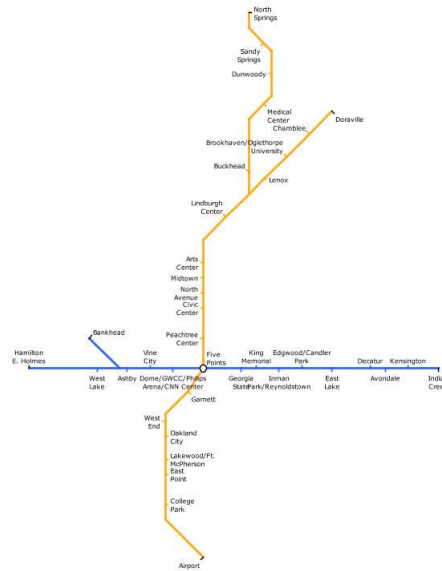 North
Springs
Sandy
Springs
Dunwoody
Medical
Center
Chamblee
Doraville
Brookhaven/Oglethorpe
University
Buckhead
Lenox
Lindburgh
Center
Arts
Center
Midtown
North
Avenue
Civic
Center
Peachtree
Center
Bankhead
Hamilton
E. Holmes
Vine
City
Five
Points
King
Memorial
Edgwood/Candler
Park
Decatur
Kensington
West
Lake
Ashby
Dome/GWCC/Philips
Arena/CNN Center
Georgia
State
Inman
Park/Reynoldstown
East
Lake
Avondale
India
Cree
Garnett
West
End
Oakland
City
Lakewood/Ft.
McPherson
East
Point
College
Park
Airport